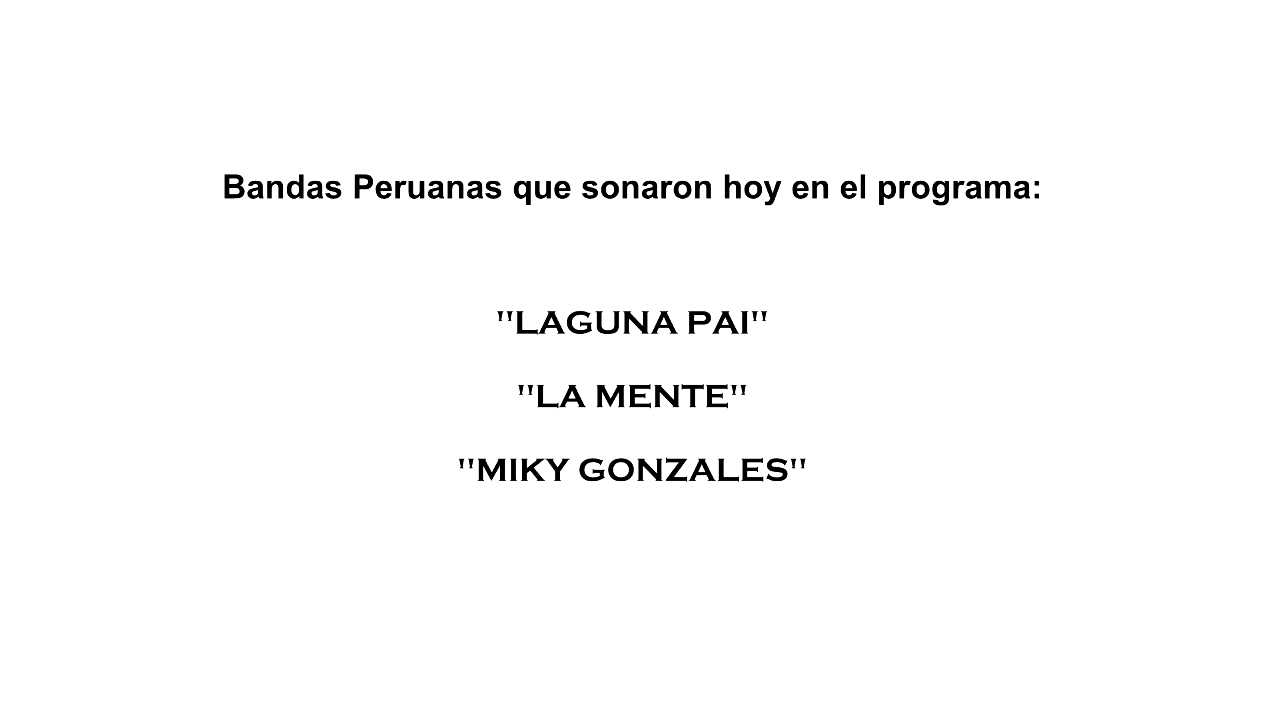 Bandas Peruanas que sonaron hoy en el programa:
"LAGUNA PAI"
"LA MENTE"
"MIKY GONZALES"